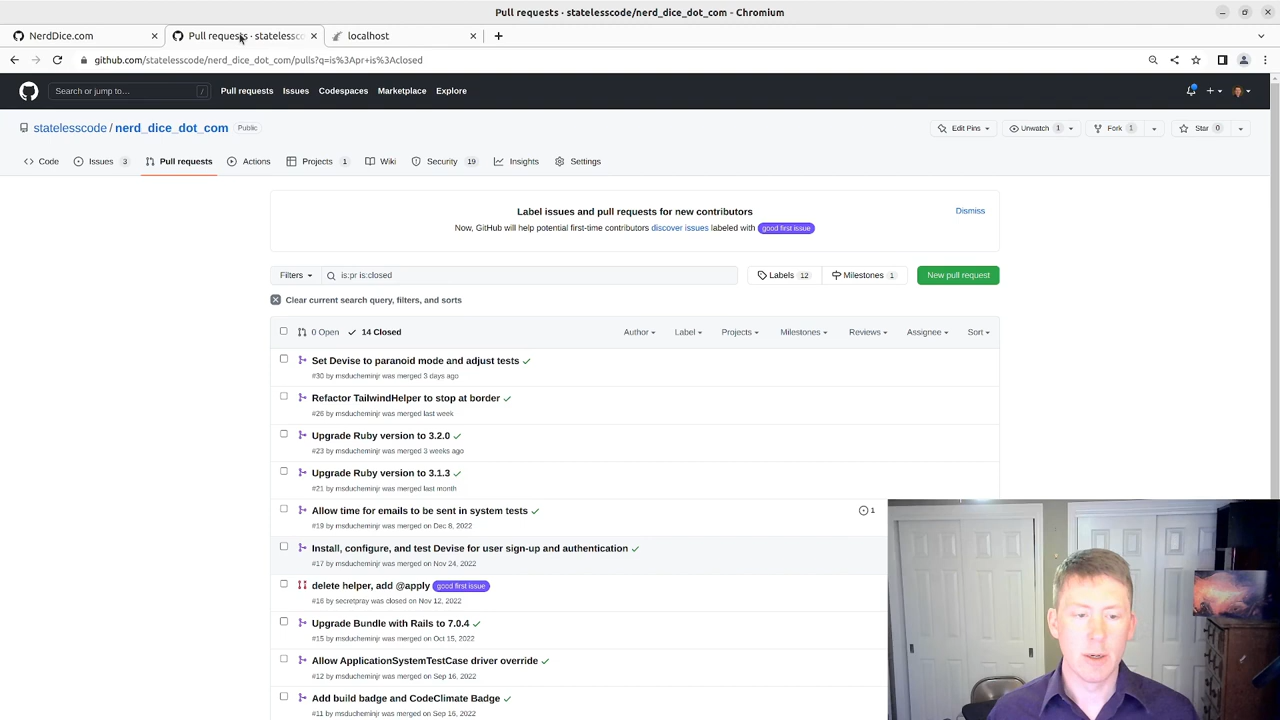 Pull requests · statelesscode/nerd_dice_dot_com - Chromium
NerdDice.com
Pull requests · statelessco
localhost
github.com/statelesscode/nerd_dice_dot_com/pulls?q=is%3Apr+is%3Aclosed
Search or jump to…
/
Pull requests
Issues
Codespaces
Marketplace
Explore
statelesscode / nerd_dice_dot_com
Public
Edit Pins
Unwatch 1
Fork 1
Star 0
Code
Issues 3
Pull requests
Actions
Projects 1
Wiki
Security 19
Insights
Settings
Label issues and pull requests for new contributors
Dismiss
Now, GitHub will help potential first-time contributors discover issues labeled with good first issue
Filters
is:pr is:closed
Labels 12
Milestones 1
New pull request
Clear current search query, filters, and sorts
0 Open
14 Closed
Author
Label
Projects
Milestones
Reviews
Assignee
Sort
Set Devise to paranoid mode and adjust tests
#30 by msducheminjr was merged 3 days ago
Refactor TailwindHelper to stop at border
#26 by msducheminjr was merged last week
Upgrade Ruby version to 3.2.0
#23 by msducheminjr was merged 3 weeks ago
Upgrade Ruby version to 3.1.3
#21 by msducheminjr was merged last month
Allow time for emails to be sent in system tests
1
#19 by msducheminjr was merged on Dec 8, 2022
Install, configure, and test Devise for user sign-up and authentication
#17 by msducheminjr was merged on Nov 24, 2022
delete helper, add @apply good first issue
#16 by secretpray was closed on Nov 12, 2022
Upgrade Bundle with Rails to 7.0.4
#15 by msducheminjr was merged on Oct 15, 2022
Allow ApplicationSystemTestCase driver override
#12 by msducheminjr was merged on Sep 16, 2022
Add build badge and CodeClimate Badge
#11 by msducheminjr was merged on Sep 16, 2022